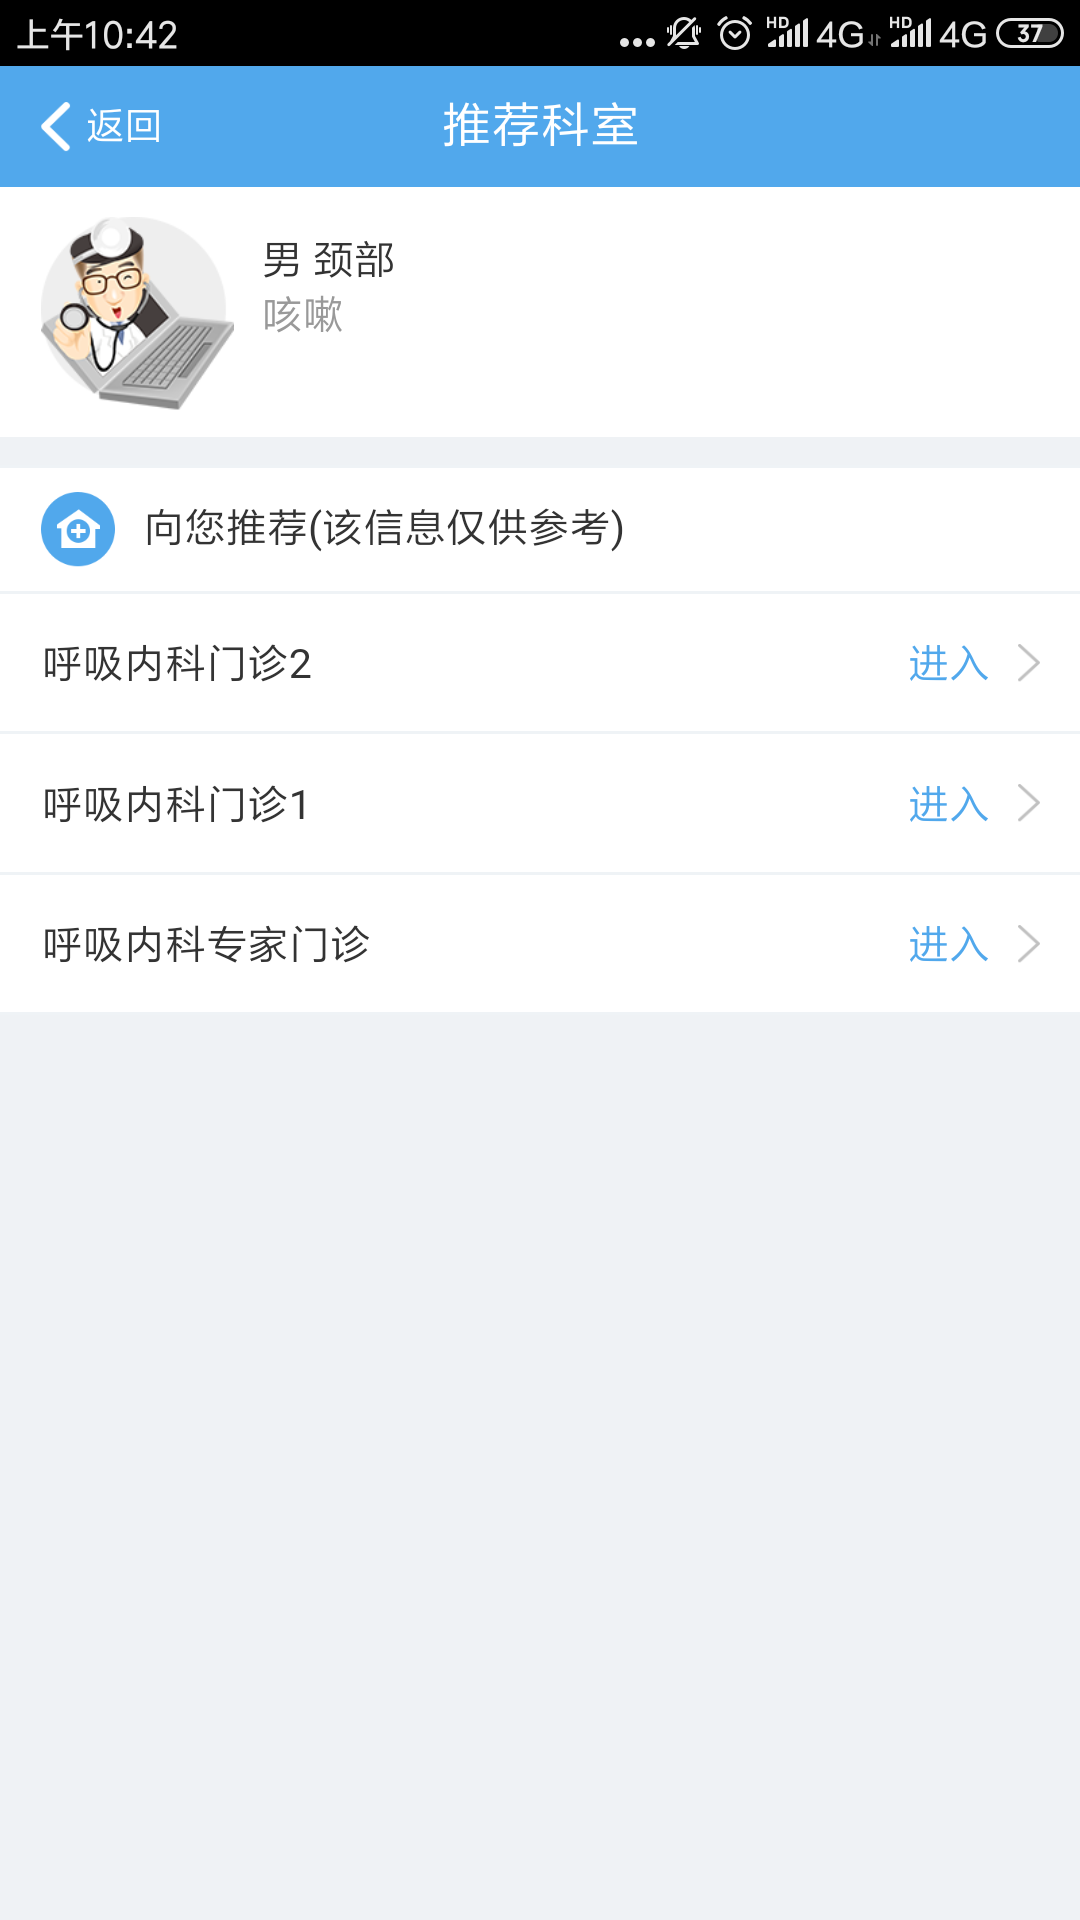 上午10:42
HD 4G HD 4G 37
返回
推荐科室
男 颈部
咳嗽
向您推荐(该信息仅供参考)
呼吸内科门诊2 进入
呼吸内科门诊1 进入
呼吸内科专家门诊 进入